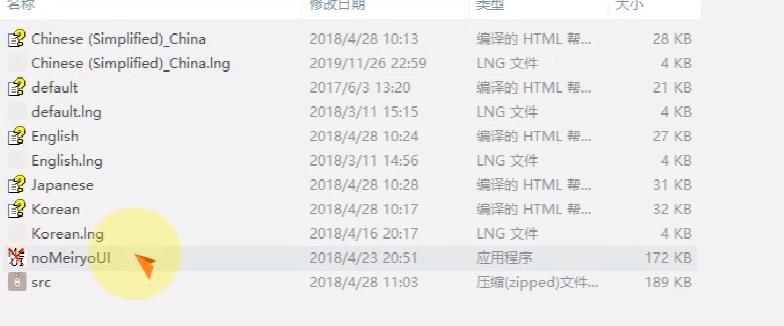 名称 修改日期 类型 大小
Chinese (Simplified)_China 2018/4/28 10:13 编译的 HTML 帮... 28 KB
Chinese (Simplified)_China.lng 2019/11/26 22:59 LNG 文件 4 KB
default 2017/6/3 13:20 编译的 HTML 帮... 21 KB
default.lng 2018/3/11 15:15 LNG 文件 4 KB
English 2018/4/28 10:24 编译的 HTML 帮... 27 KB
English.lng 2018/3/11 14:56 LNG 文件 4 KB
Japanese 2018/4/28 10:28 编译的 HTML 帮... 31 KB
Korean 2018/4/28 10:17 编译的 HTML 帮... 32 KB
Korean.lng 2018/4/16 20:17 LNG 文件 4 KB
noMeiryoUI 2018/4/23 20:51 应用程序 172 KB
src 2018/4/28 11:03 压缩(zipped)文件... 189 KB